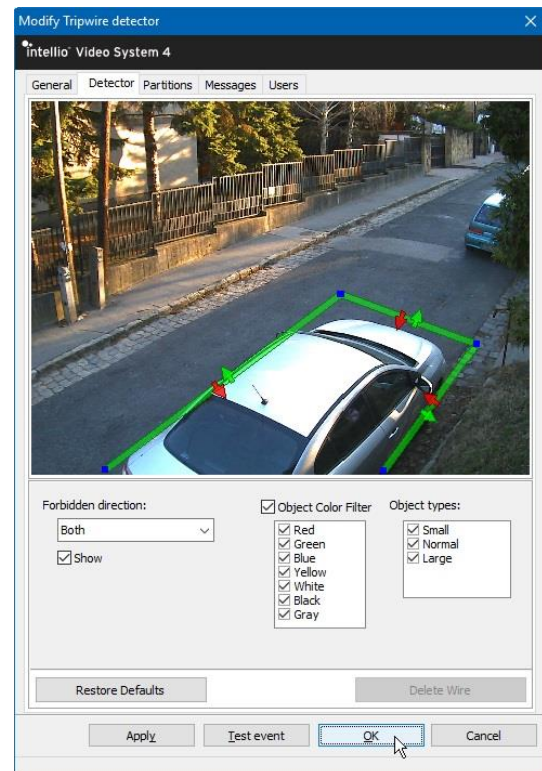 Modify Tripwire detector
intellio Video System 4
General Detector Partitions Messages Users
Forbidden direction:
Both
Show
Object Color Filter
Red
Green
Blue
Yellow
White
Black
Gray
Object types:
Small
Normal
Large
Restore Defaults
Delete Wire
Apply
Test event
OK
Cancel